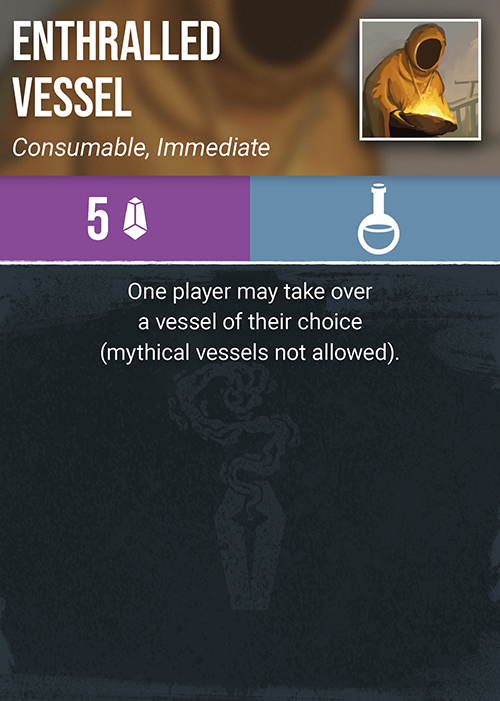 ENTHRALLED
VESSEL
Consumable, Immediate
5
One player may take over
a vessel of their choice
(mythical vessels not allowed).